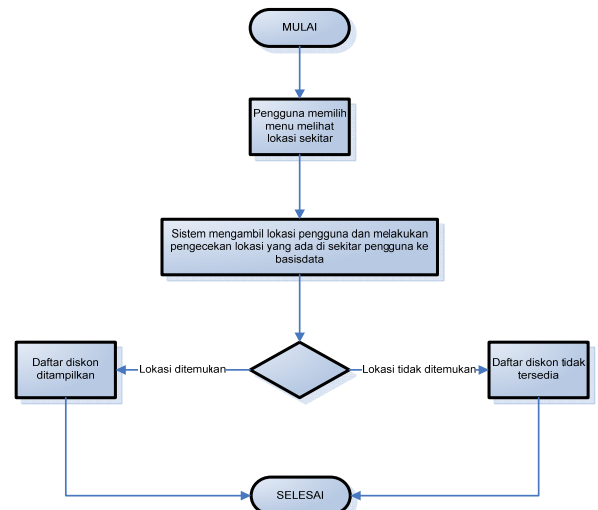 MULAI
Pengguna memilih
menu melihat
lokasi sekitar
Sistem mengambil lokasi pengguna dan melakukan
pengecekan lokasi yang ada di sekitar pengguna ke
basisdata
Daftar diskon
ditampilkan
Lokasi ditemukan
Lokasi tidak ditemukan
Daftar diskon tidak
tersedia
SELESAI